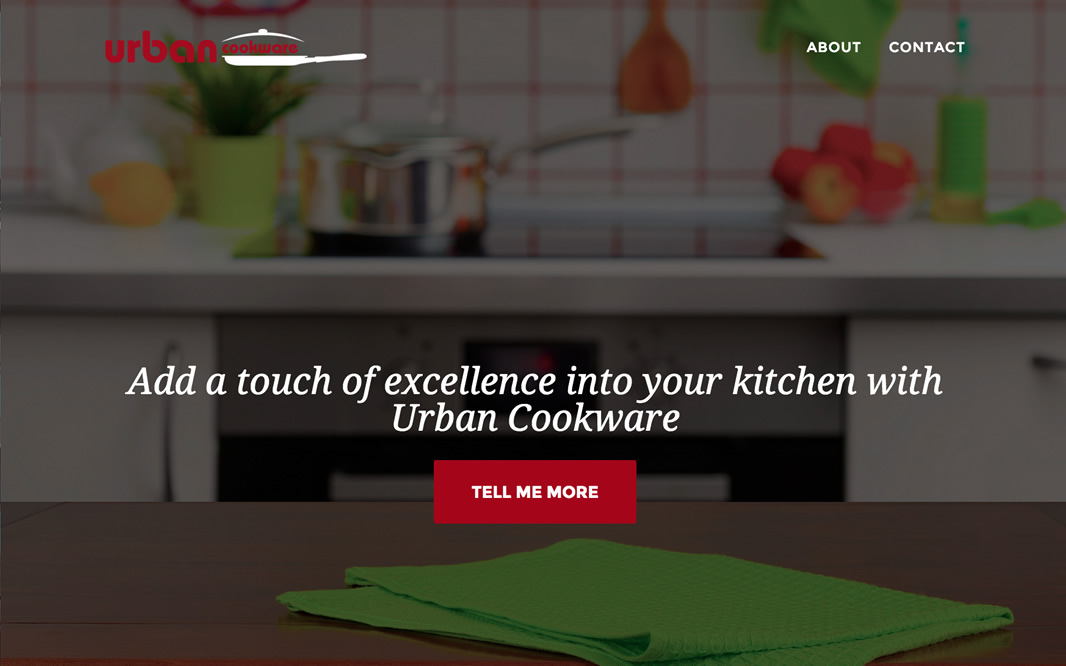 urban cookware
ABOUT CONTACT
Add a touch of excellence into your kitchen with
Urban Cookware
TELL ME MORE